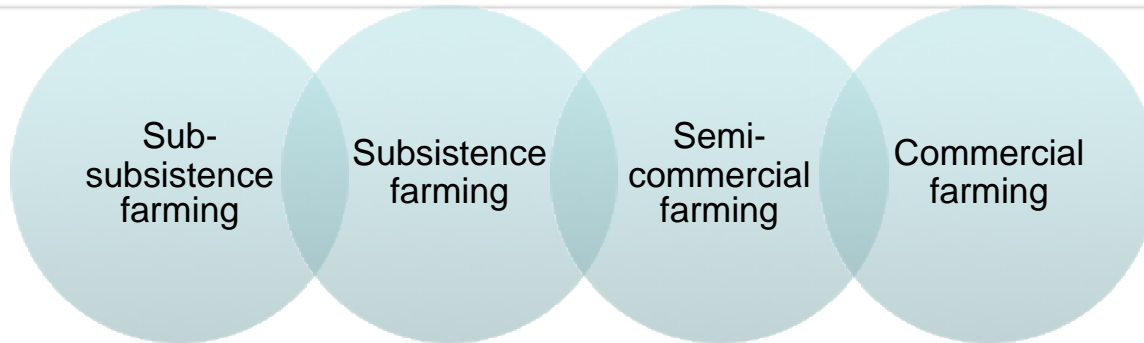 Sub-
subsistence
farming
Subsistence
farming
Semi-
commercial
farming
Commercial
farming